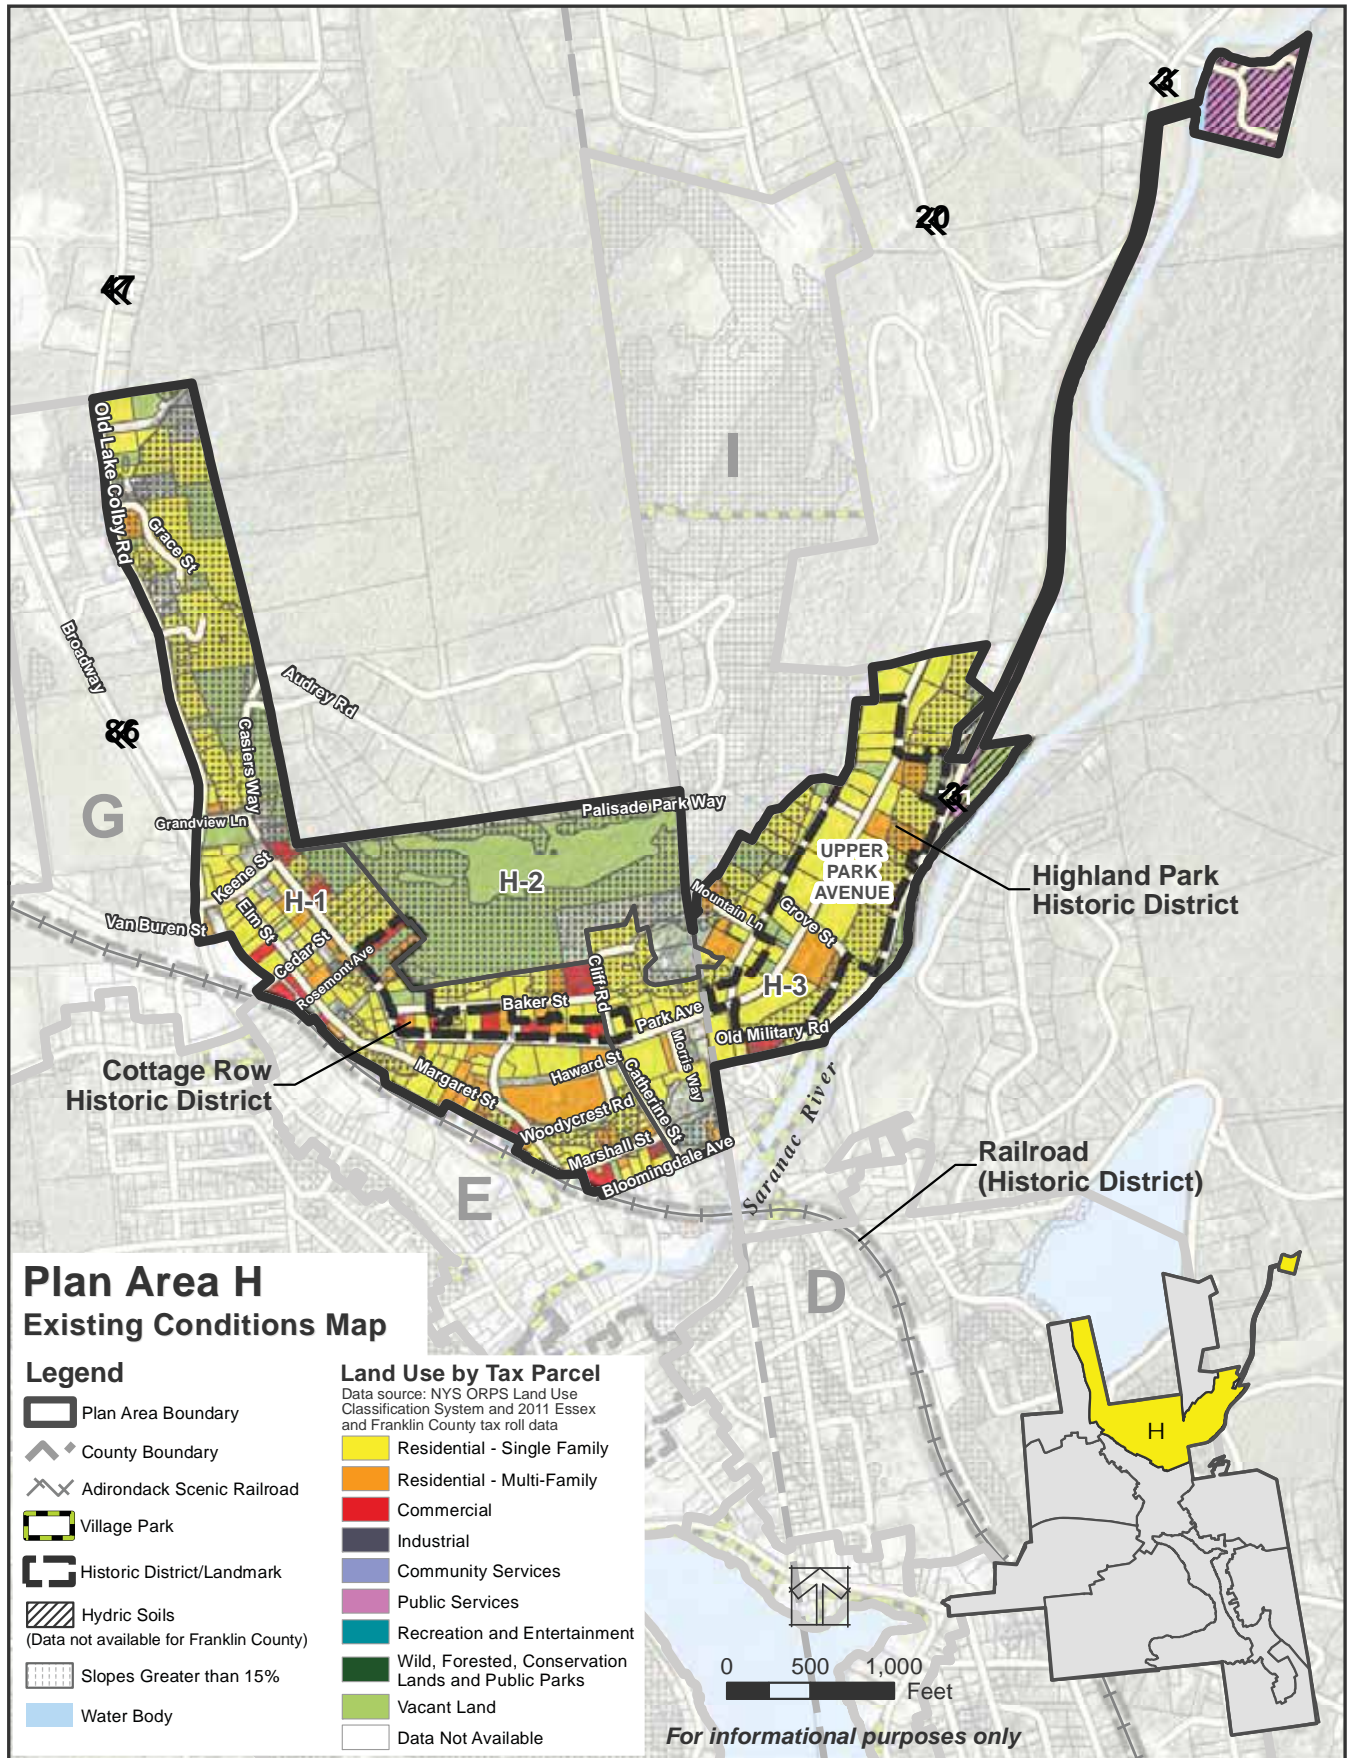 3
20
47
I
Old Lake Colby Rd
Grace St
Broadway
Audrey Rd
86
Casiers Way
G
Grandview Ln
Palisade Park Way
3
Keene St
H-1
H-2
UPPER
PARK
AVENUE
Highland Park
Historic District
Van Buren St
Elm St
Cedar St
Rosemont Ave
Mountain Ln
Grove St
H-3
Cliff Rd
Baker St
Park Ave
Old Military Rd
Cottage Row
Historic District
Margaret St
Haward St
Morris Way
Catherine St
Woodycrest Rd
Marshall St
Bloomingdale Ave
Saranac River
Railroad
(Historic District)
E
D
H
Plan Area H
Existing Conditions Map
Legend
Plan Area Boundary
County Boundary
Adirondack Scenic Railroad
Village Park
Historic District/Landmark
Hydric Soils
(Data not available for Franklin County)
Slopes Greater than 15%
Water Body
Land Use by Tax Parcel
Data source: NYS ORPS Land Use
Classification System and 2011 Essex
and Franklin County tax roll data
Residential - Single Family
Residential - Multi-Family
Commercial
Industrial
Community Services
Public Services
Recreation and Entertainment
Wild, Forested, Conservation
Lands and Public Parks
Vacant Land
Data Not Available
0 500 1,000
Feet
For informational purposes only